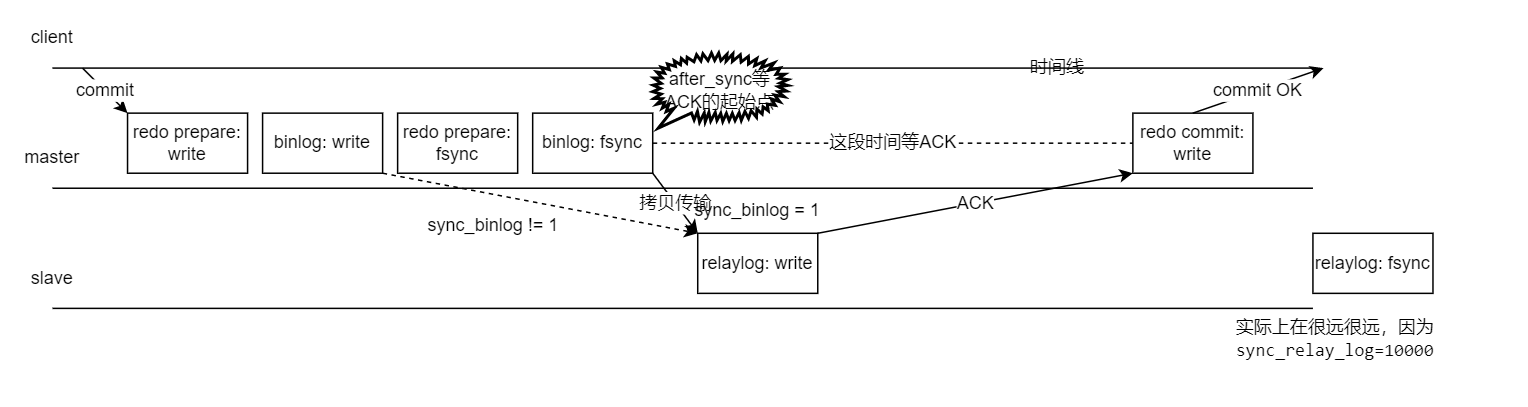 client
时间线
commit
after_sync等
ACK的起始点
commit OK
redo prepare:
write
binlog: write
redo prepare:
fsync
binlog: fsync
这段时间等ACK
redo commit:
write
master
拷贝传输
sync_binlog = 1
sync_binlog != 1
ACK
slave
relaylog: write
relaylog: fsync
实际上在很远很远，因为
sync_relay_log=10000